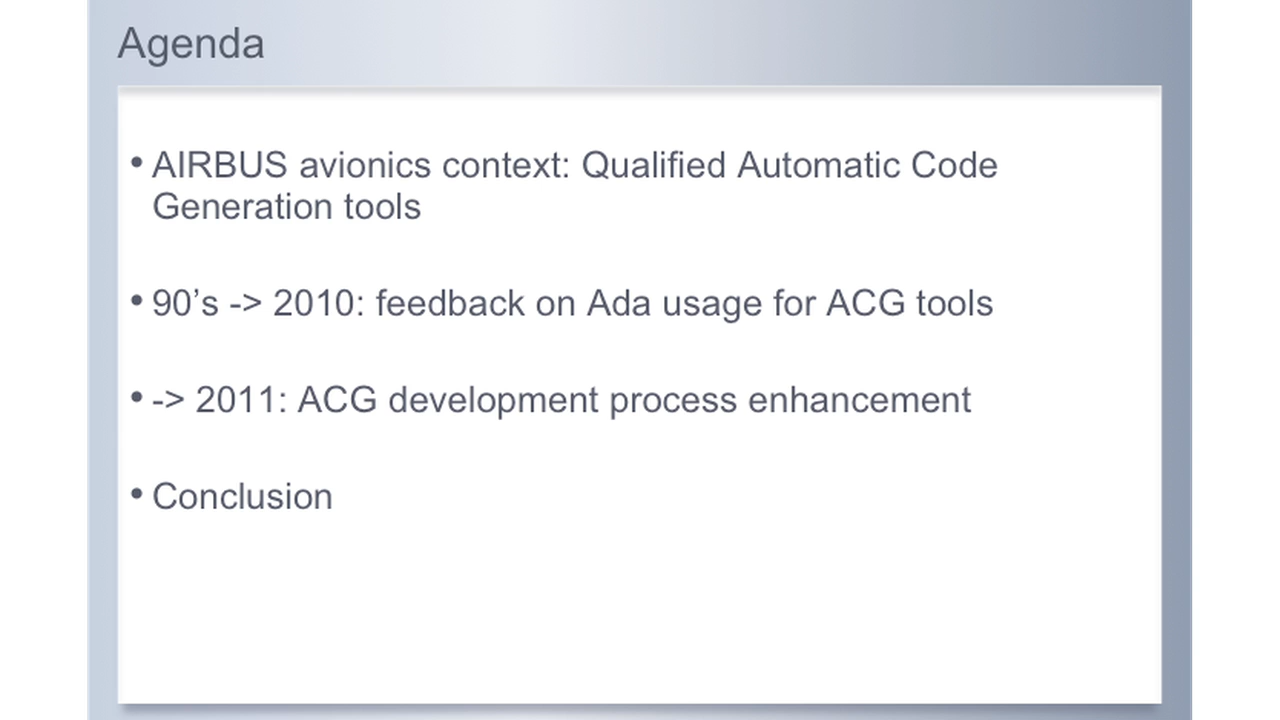 Agenda
• AIRBUS avionics context: Qualified Automatic Code
Generation tools
• 90’s -> 2010: feedback on Ada usage for ACG tools
• -> 2011: ACG development process enhancement
• Conclusion